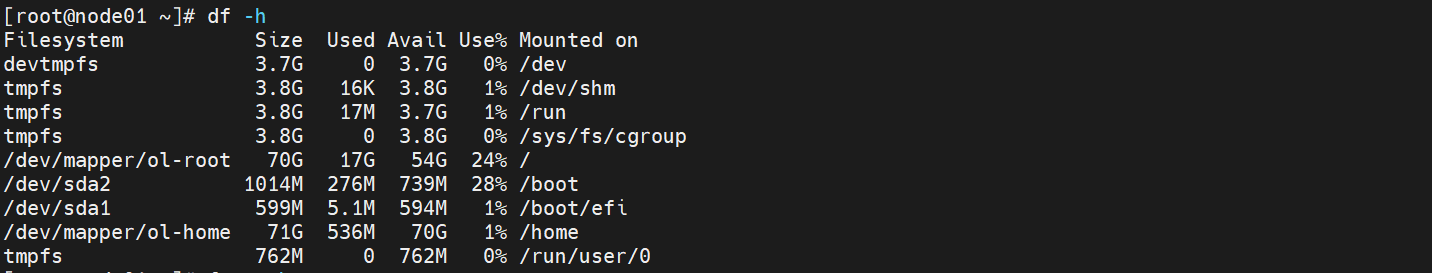 [root@node01 ~]# df -h
Filesystem           Size  Used Avail Use% Mounted on
devtmpfs             3.7G     0  3.7G   0% /dev
tmpfs                3.8G   16K  3.8G   1% /dev/shm
tmpfs                3.8G   17M  3.7G   1% /run
tmpfs                3.8G     0  3.8G   0% /sys/fs/cgroup
/dev/mapper/ol-root   70G   17G   54G  24% /
/dev/sda2           1014M  276M  739M  28% /boot
/dev/sda1            599M  5.1M  594M   1% /boot/efi
/dev/mapper/ol-home   71G  536M   70G   1% /home
tmpfs                762M     0  762M   0% /run/user/0